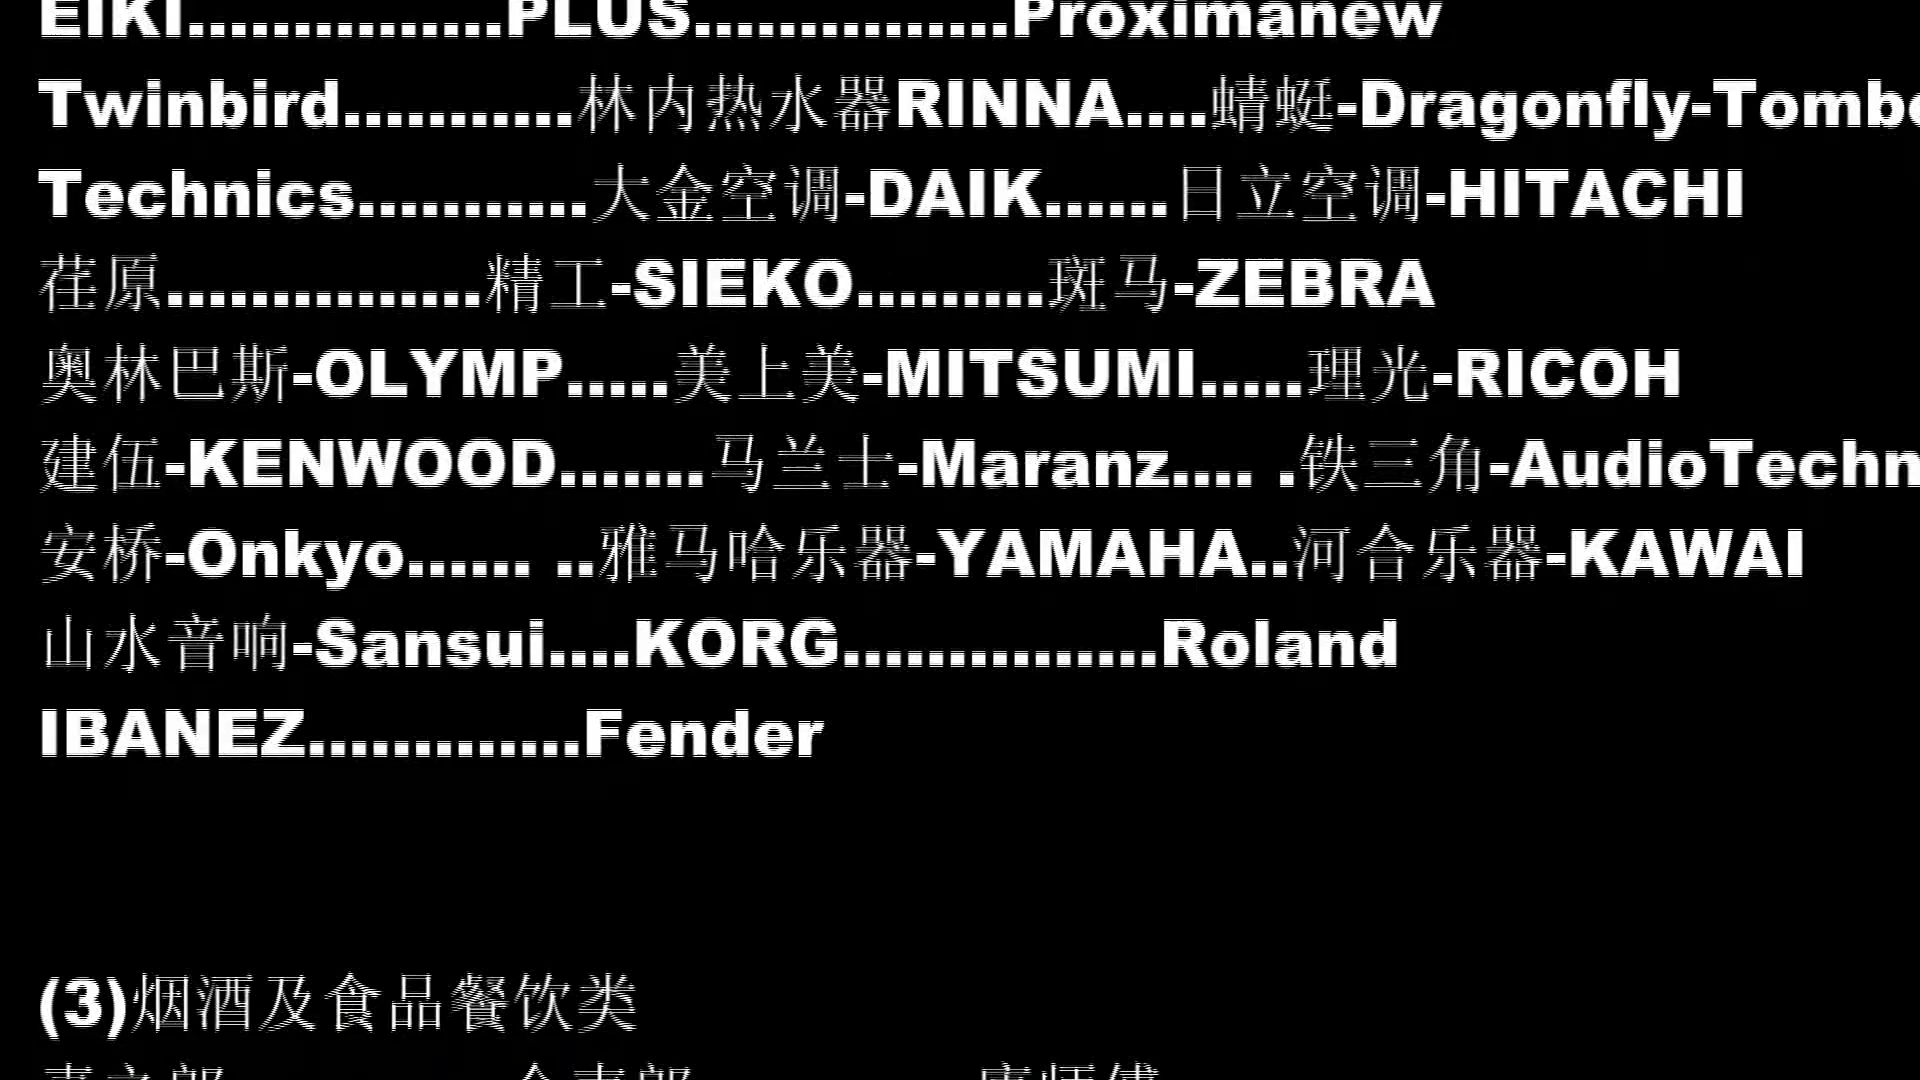 EIKI...............PLUS...............Proximanew
Twinbird...........林内热水器RINNA....蜻蜓-Dragonfly-Tombo
Technics...........大金空调-DAIK......日立空调-HITACHI
荏原...............精工-SIEKO.........斑马-ZEBRA
奥林巴斯-OLYMP.....美上美-MITSUMI.....理光-RICOH
建伍-KENWOOD.......马兰士-Maranz.... .铁三角-AudioTechn
安桥-Onkyo...... ..雅马哈乐器-YAMAHA..河合乐器-KAWAI
山水音响-Sansui....KORG...............Roland
IBANEZ.............Fender
(3)烟酒及食品餐饮类